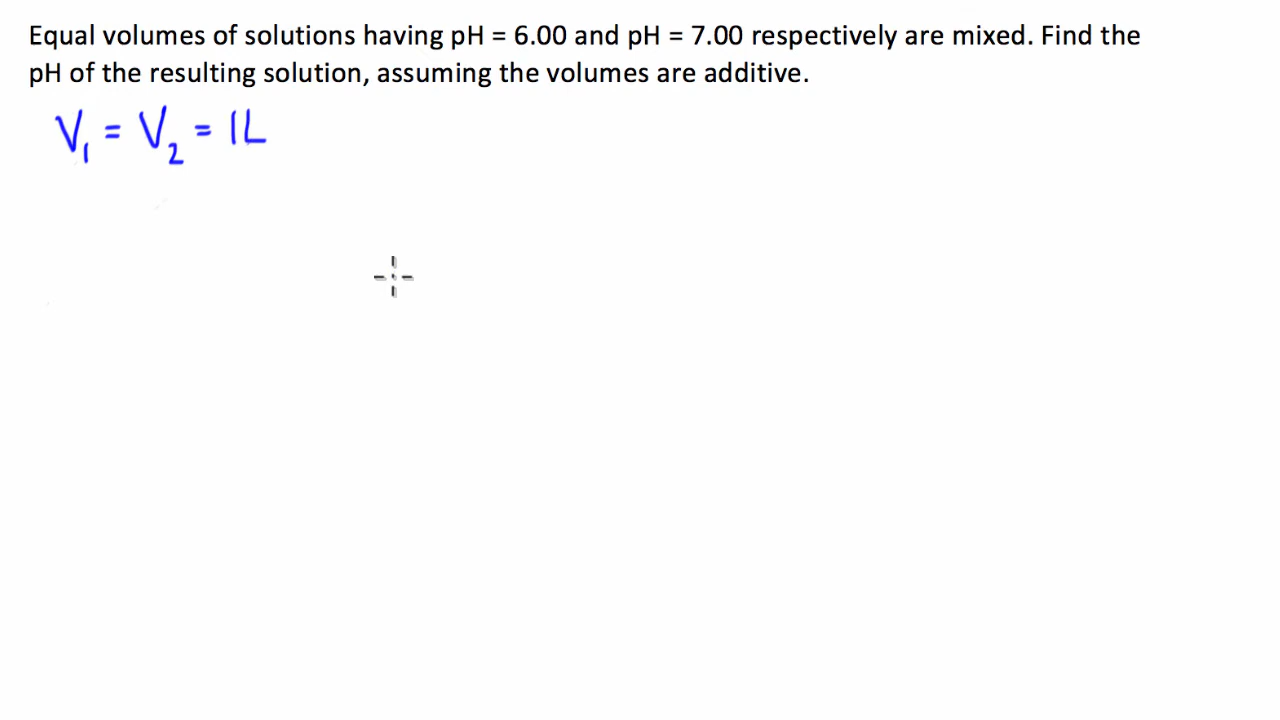 Equal volumes of solutions having pH = 6.00 and pH = 7.00 respectively are mixed. Find the
pH of the resulting solution, assuming the volumes are additive.
V₁ = V₂ = 1L